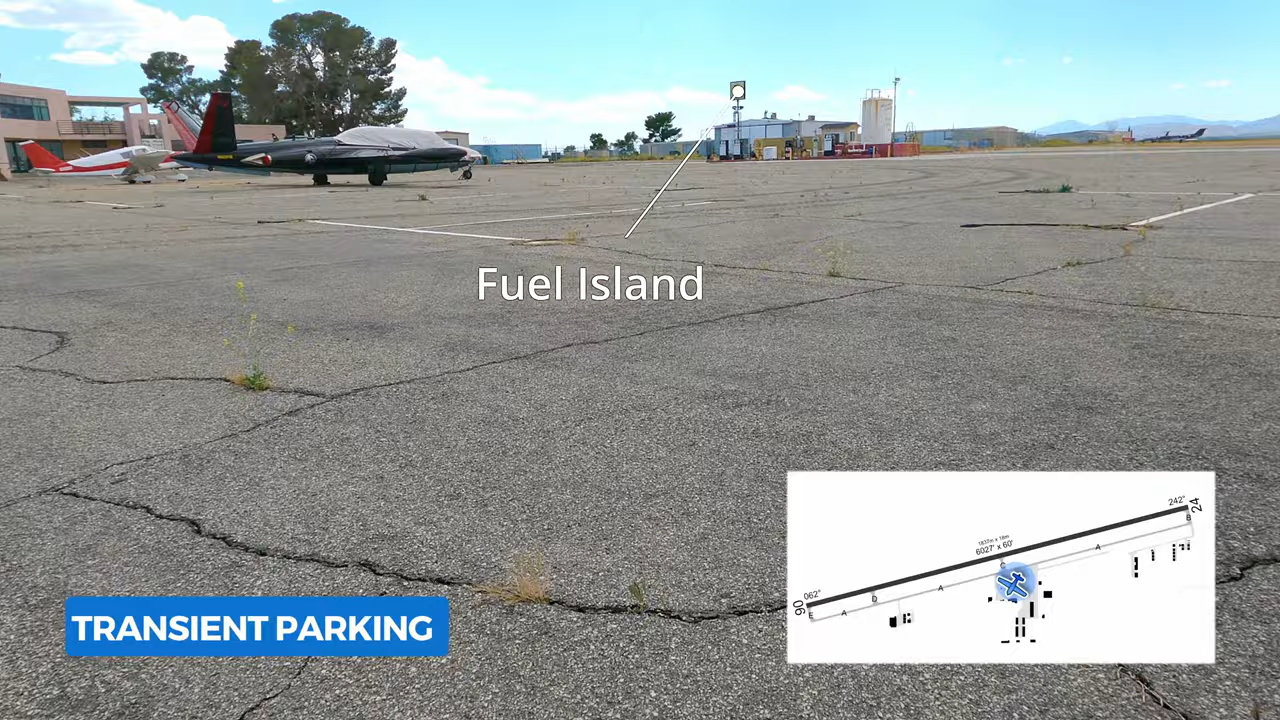 Fuel Island
242°
24
B
1837m x 18m
6027' x 60'
A
C
A
D
062°
06
E
A
TRANSIENT PARKING